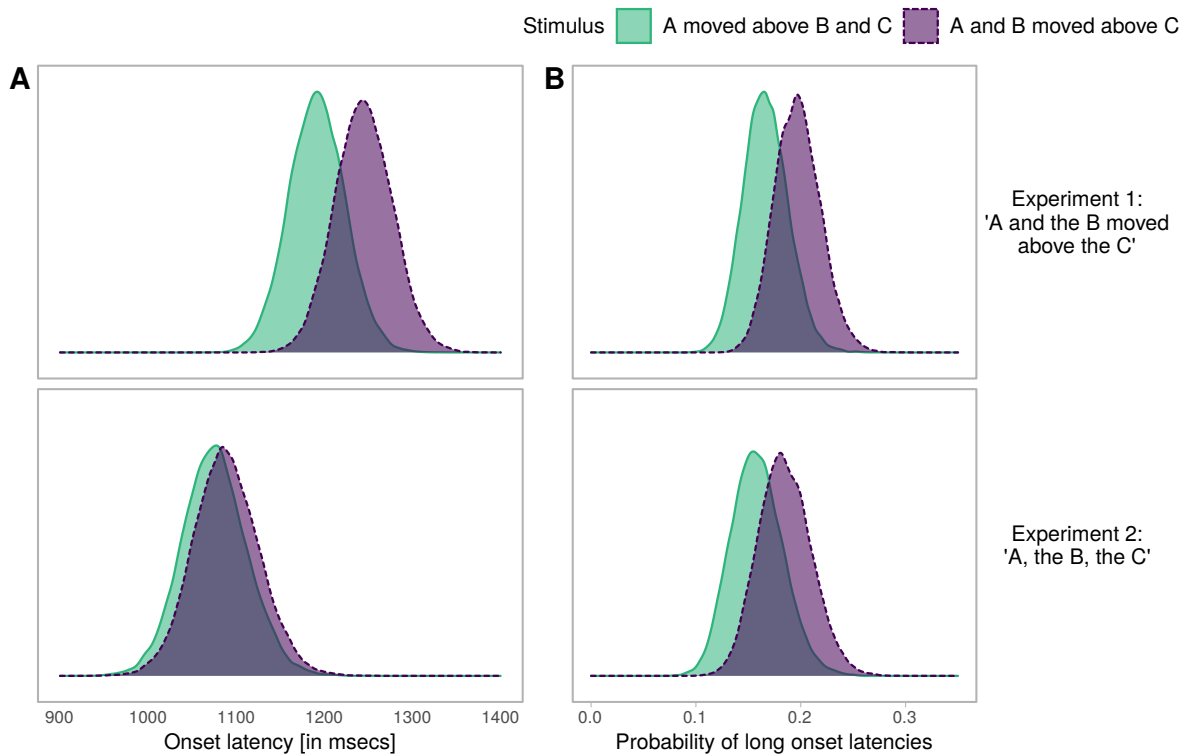 Stimulus A moved above B and C A and B moved above C
A
B
Experiment 1:
'A and the B moved
above the C'
Experiment 2:
'A, the B, the C'
900 1000 1100 1200 1300 1400
0.0 0.1 0.2 0.3
Onset latency [in msecs]
Probability of long onset latencies